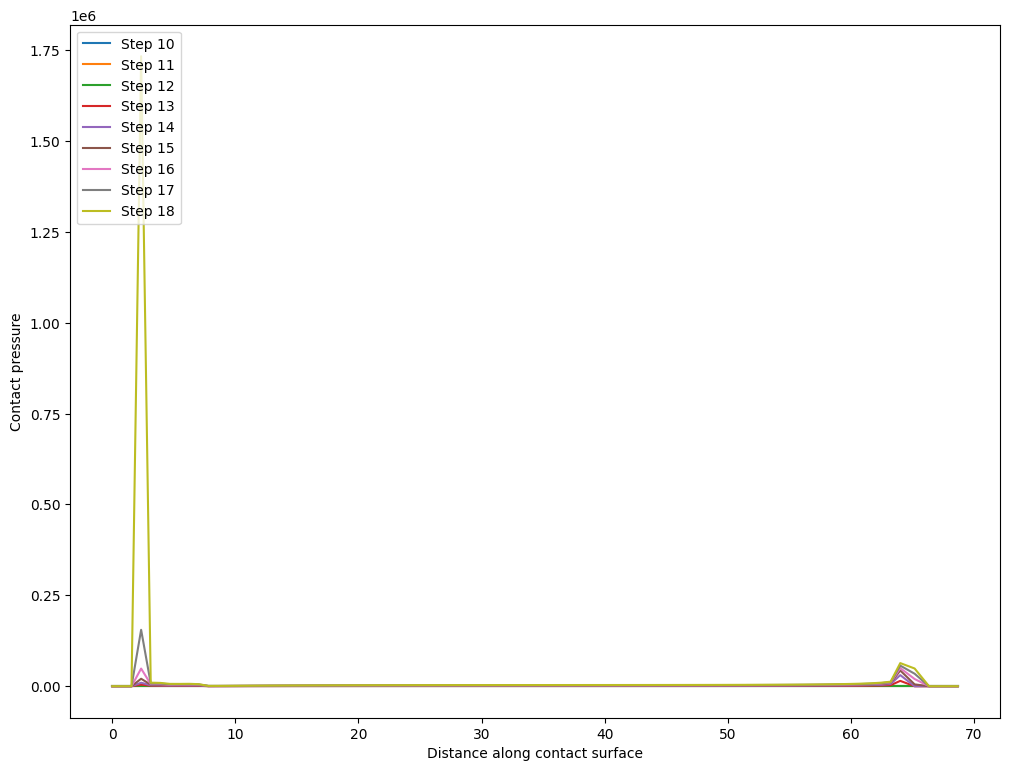 1e6
1.75
1.50
1.25
1.00
0.75
0.50
0.25
0.00
Contact pressure
Step 10
Step 11
Step 12
Step 13
Step 14
Step 15
Step 16
Step 17
Step 18
0 10 20 30 40 50 60 70
Distance along contact surface